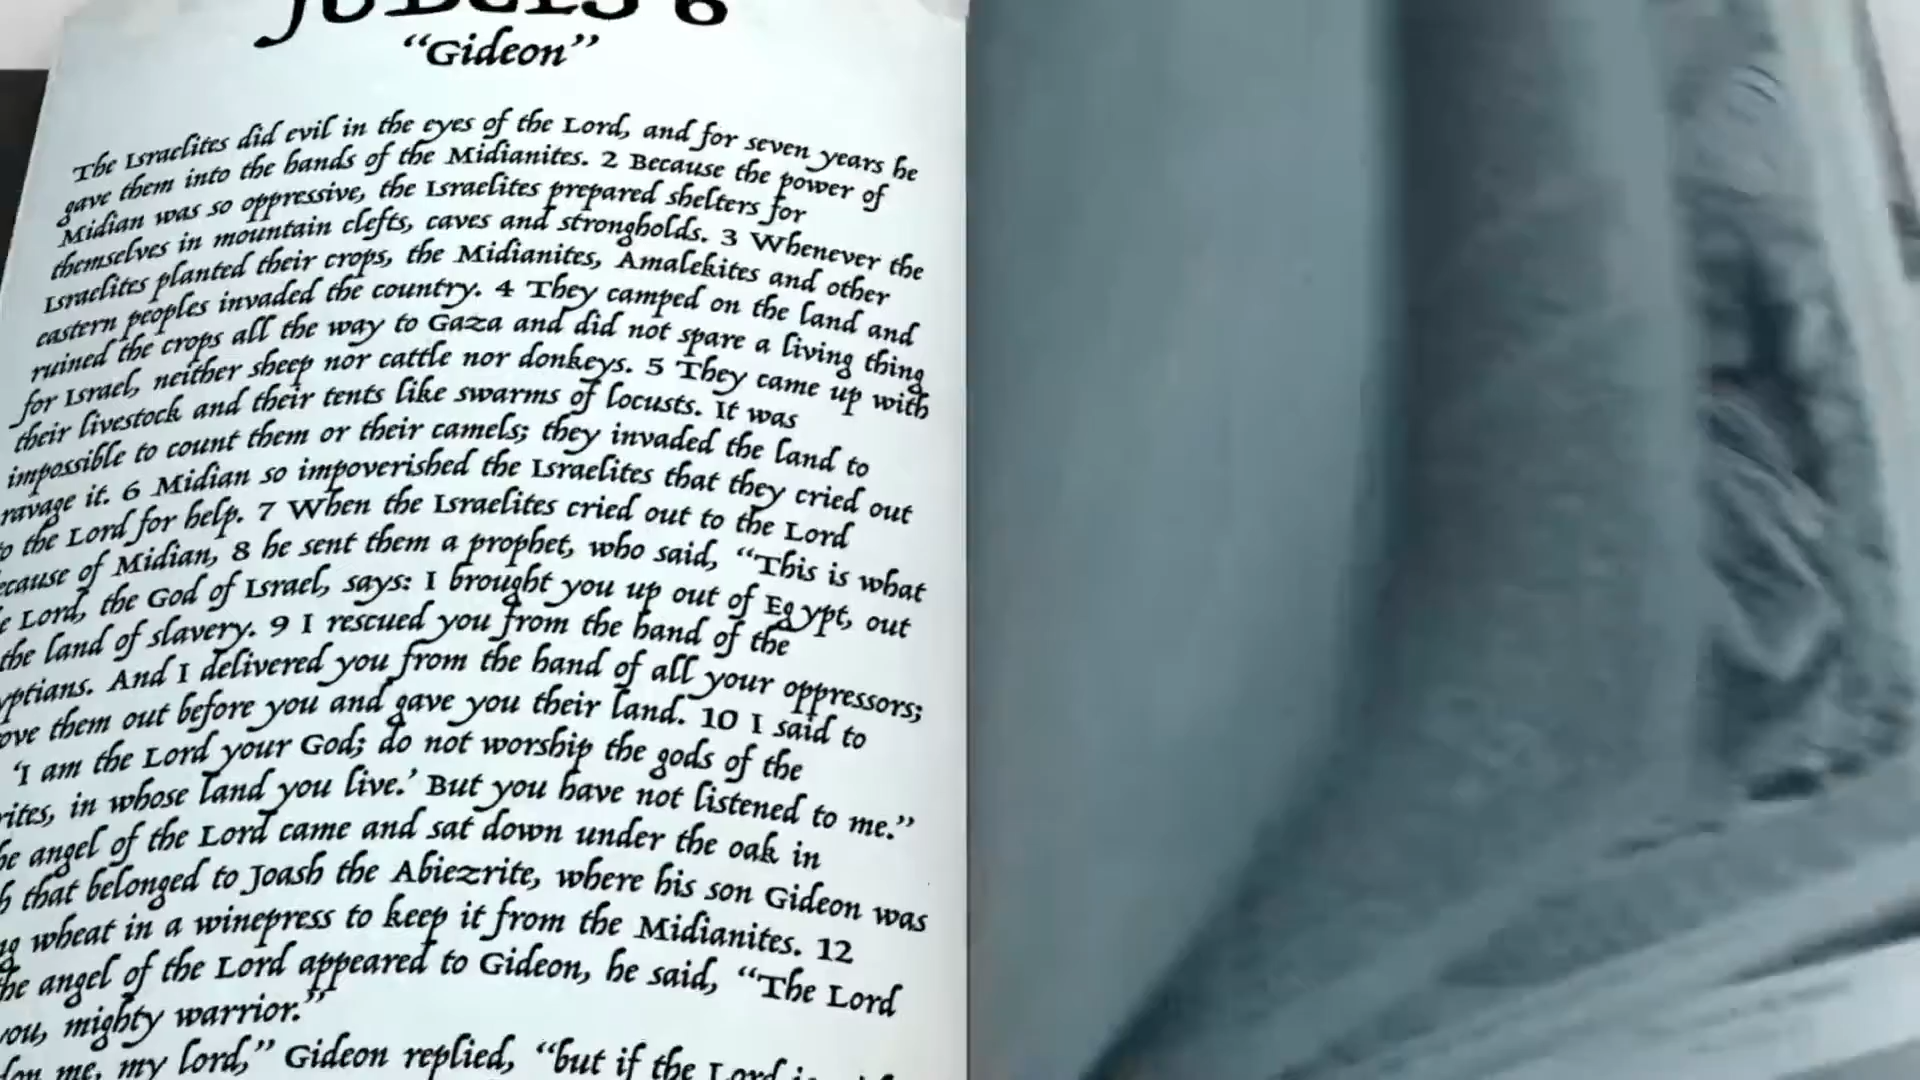 JUDGES 6
“Gideon”
The Israelites did evil in the eyes of the Lord, and for seven years he
gave them into the hands of the Midianites. 2 Because the power of
Midian was so oppressive, the Israelites prepared shelters for
themselves in mountain clefts, caves and strongholds. 3 Whenever the
Israelites planted their crops, the Midianites, Amalekites and other
eastern peoples invaded the country. 4 They camped on the land and
ruined the crops all the way to Gaza and did not spare a living thing
for Israel, neither sheep nor cattle nor donkeys. 5 They came up with
their livestock and their tents like swarms of locusts. It was
impossible to count them or their camels; they invaded the land to
ravage it. 6 Midian so impoverished the Israelites that they cried out
o the Lord for help. 7 When the Israelites cried out to the Lord
ecause of Midian, 8 he sent them a prophet, who said, “This is what
e Lord, the God of Israel, says: I brought you up out of Egypt, out
the land of slavery. 9 I rescued you from the hand of the
yptians. And I delivered you from the hand of all your oppressors;
ove them out before you and gave you their land. 10 I said to
‘I am the Lord your God; do not worship the gods of the
rites, in whose land you live.’ But you have not listened to me.”
he angel of the Lord came and sat down under the oak in
h that belonged to Joash the Abiezrite, where his son Gideon was
ng wheat in a winepress to keep it from the Midianites. 12
he angel of the Lord appeared to Gideon, he said, “The Lord
you, mighty warrior.”
don me, my lord,” Gideon replied, “but if the Lord is